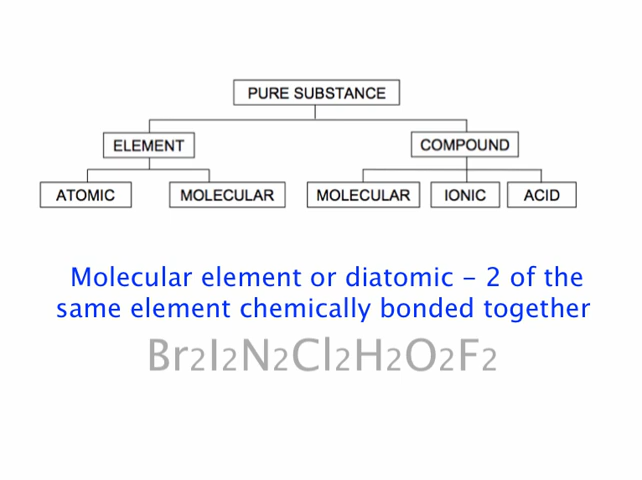 PURE SUBSTANCE
ELEMENT COMPOUND
ATOMIC MOLECULAR MOLECULAR IONIC ACID
Molecular element or diatomic - 2 of the
same element chemically bonded together
Br2I2N2Cl2H2O2F2